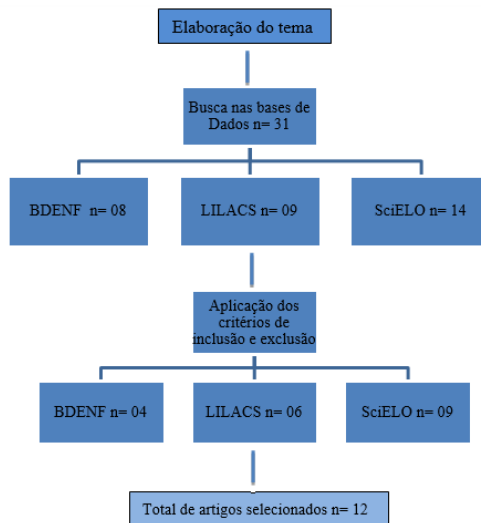 Elaboração do tema
Busca nas bases de
Dados n= 31
BDENF n= 08
LILACS n= 09
SciELO n= 14
Aplicação dos
critérios de
inclusão e exclusão
BDENF n= 04
LILACS n= 06
SciELO n= 09
Total de artigos selecionados n= 12